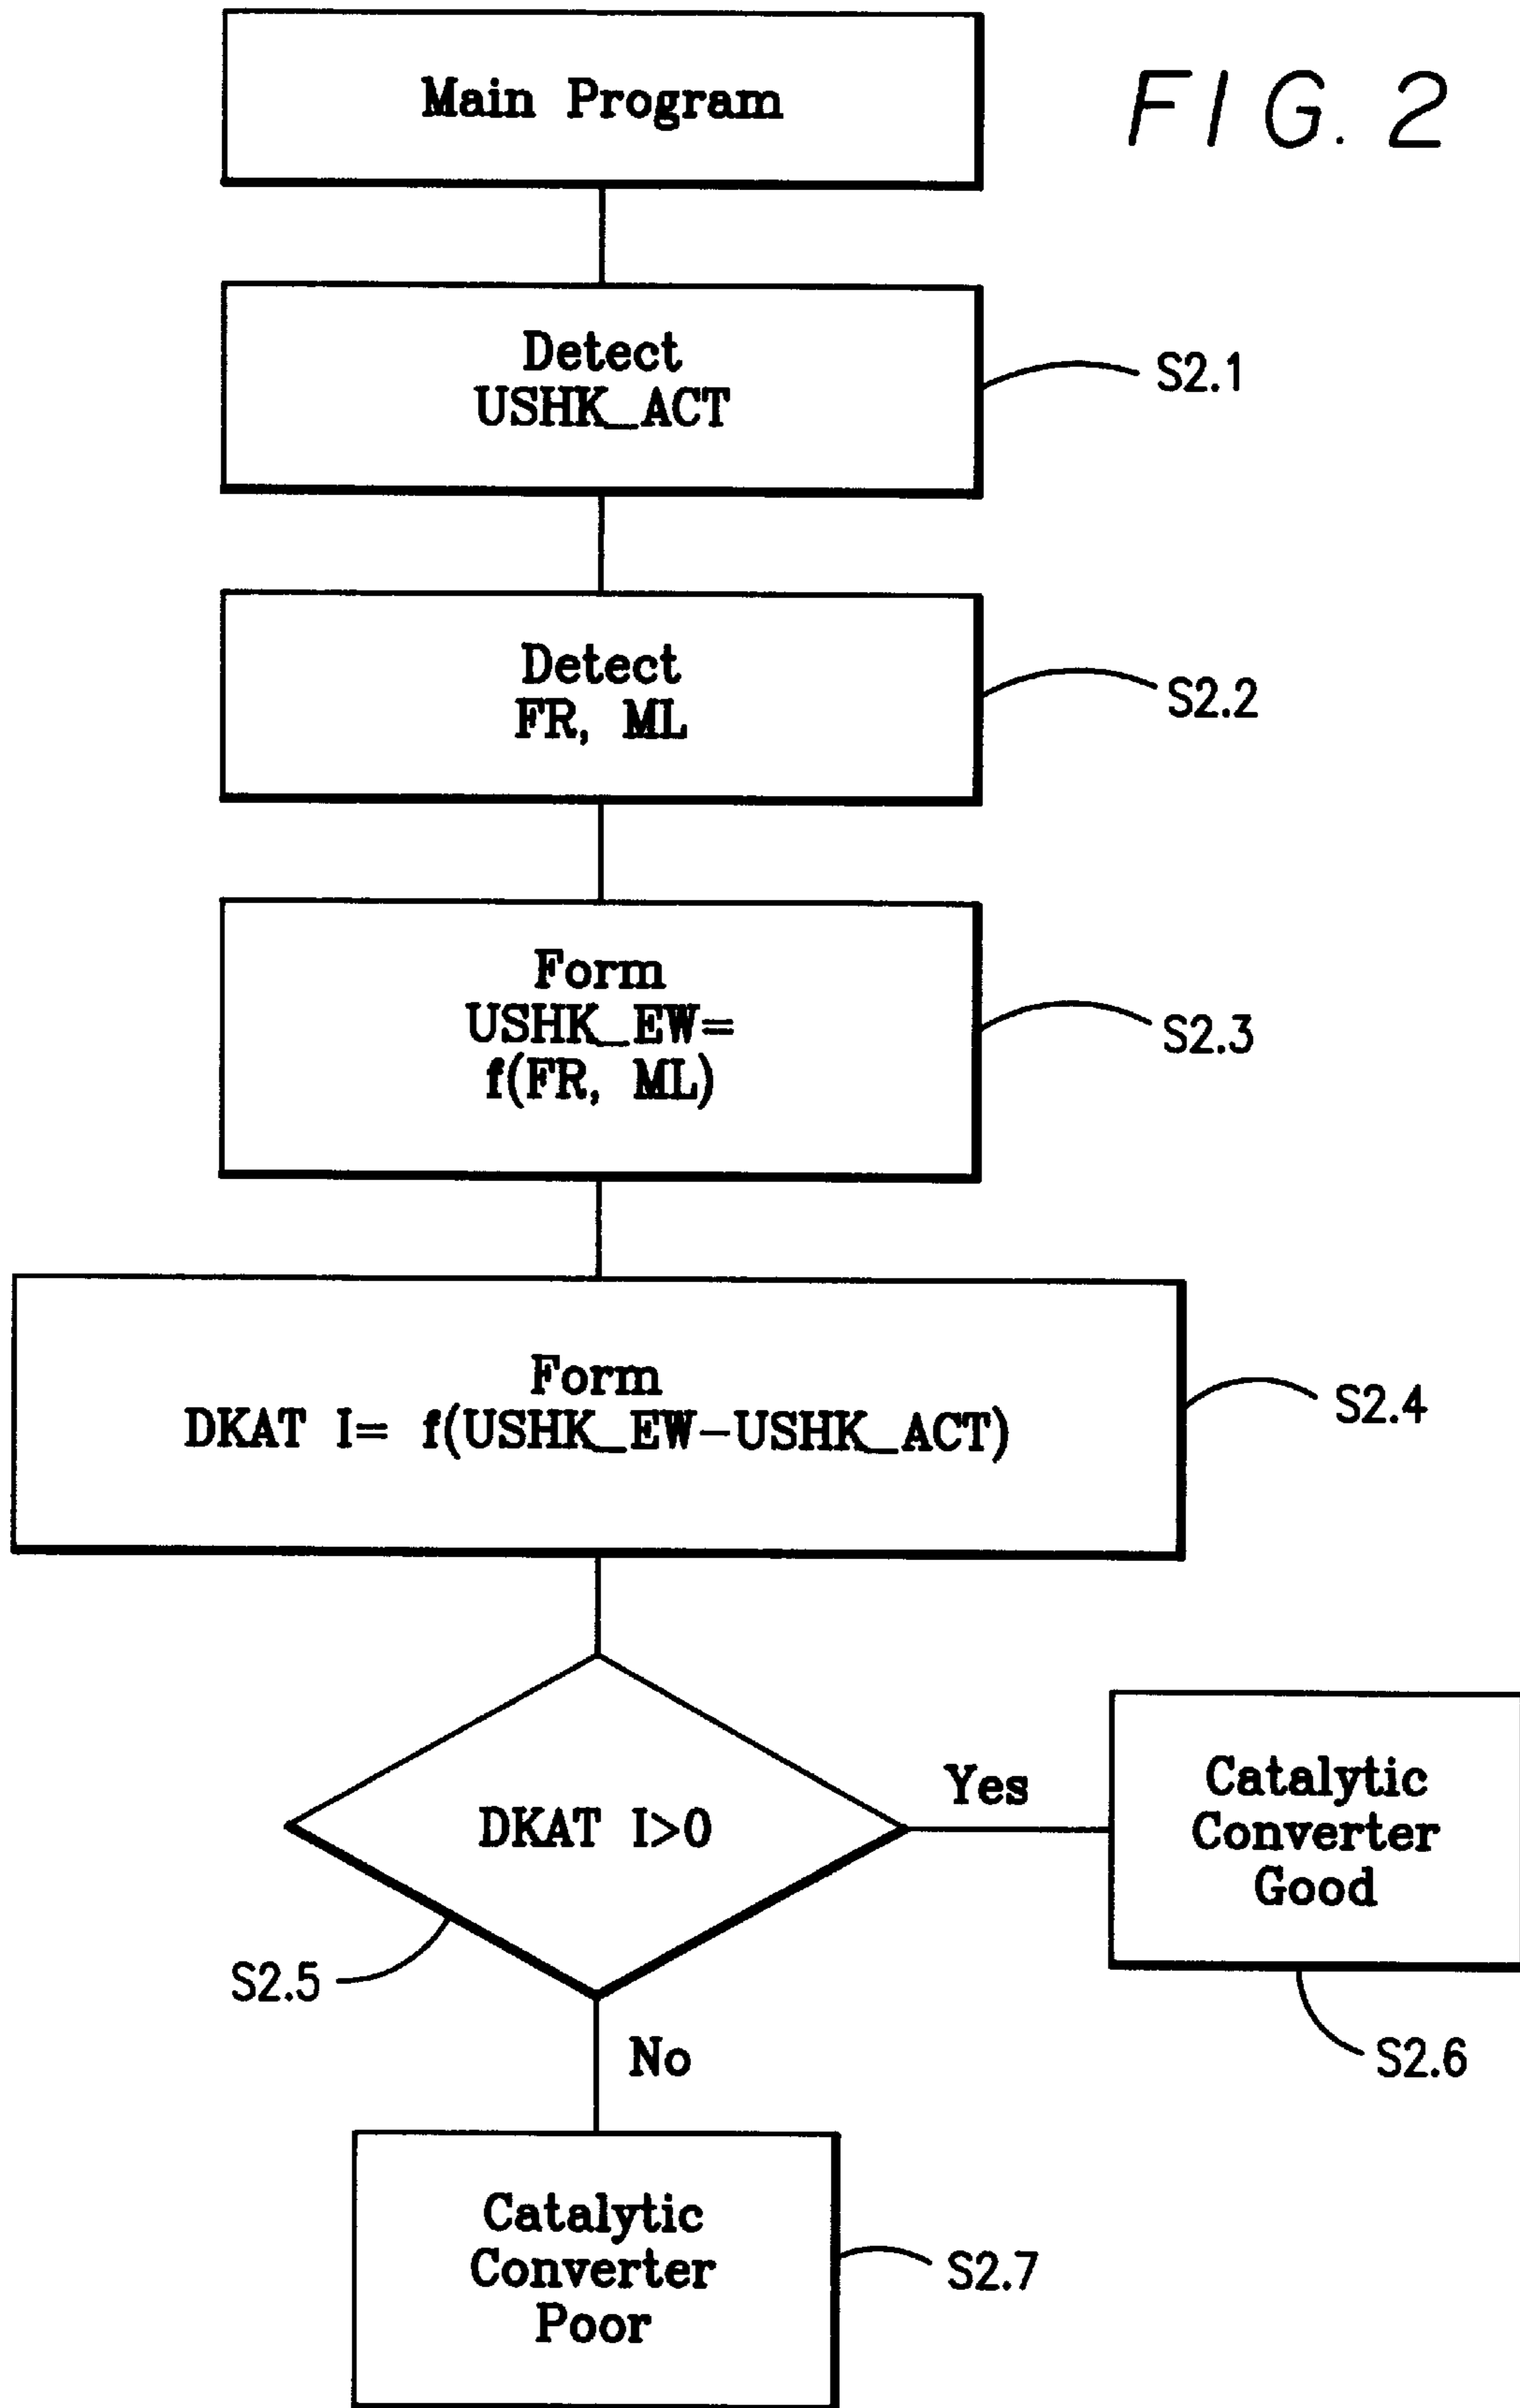 Main Program
FIG. 2
Detect
USHK_ACT
S2.1
Detect
FR, ML
S2.2
Form
USHK_EW=
f(FR, ML)
S2.3
Form
DKAT I= f(USHK_EW-USHK_ACT)
S2.4
DKAT I>0
S2.5
Yes
Catalytic
Converter
Good
S2.6
No
Catalytic
Converter
Poor
S2.7